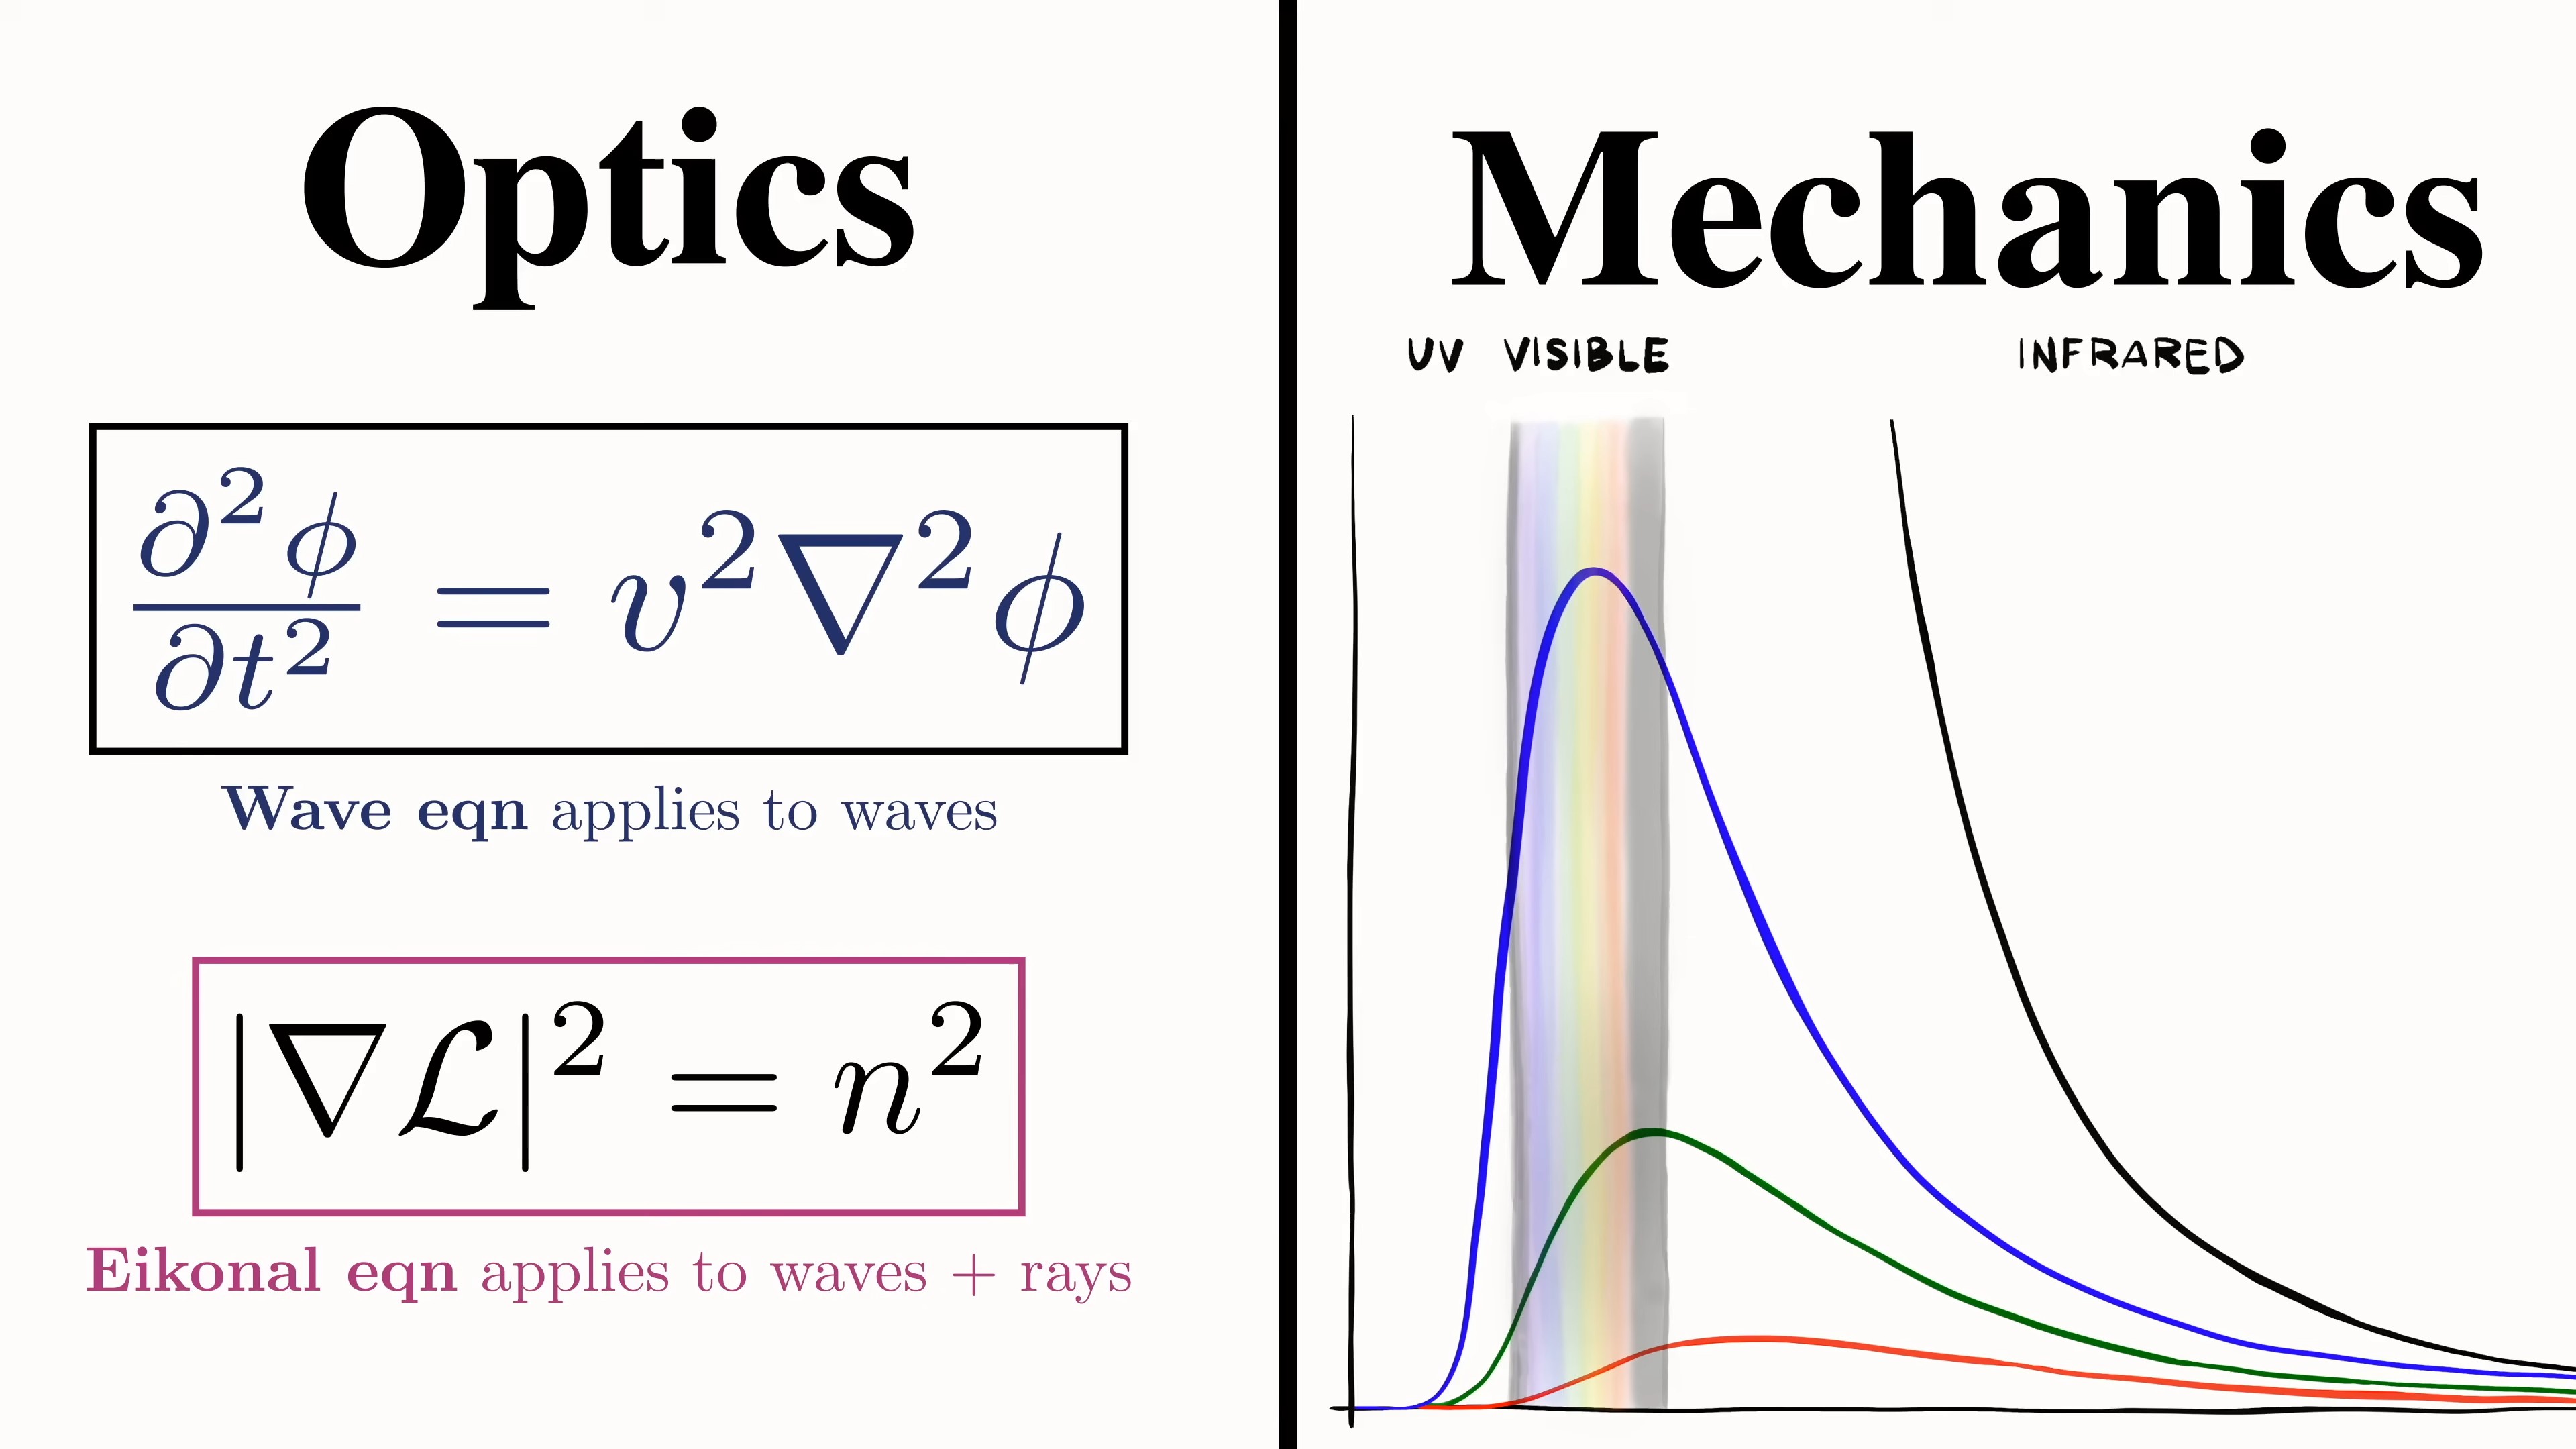 Optics
∂²ϕ/∂t² = v²∇²ϕ
Wave eqn applies to waves
|∇ℒ|² = n²
Eikonal eqn applies to waves + rays
Mechanics
UV VISIBLE INFRARED